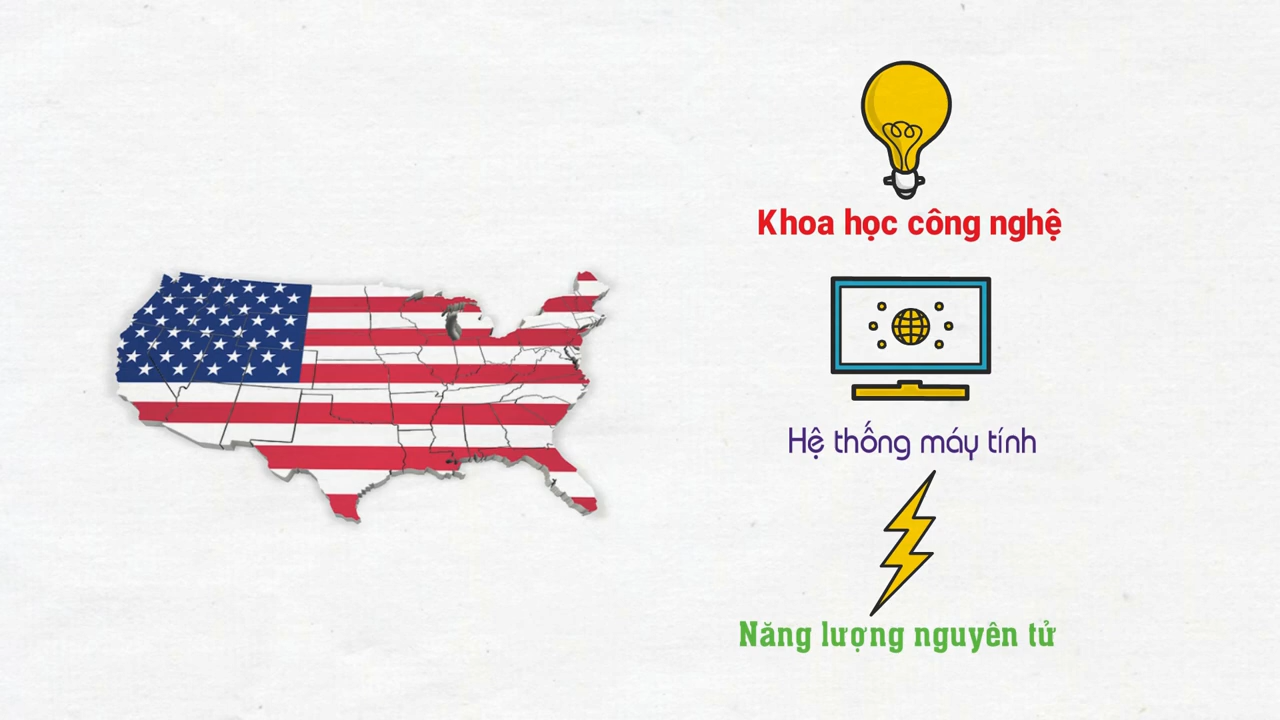 Khoa học công nghệ
Hệ thống máy tính
Năng lượng nguyên tử